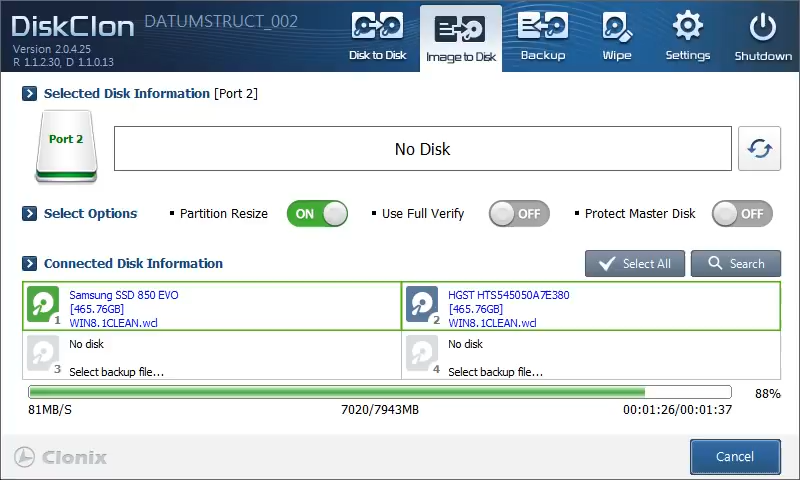 DiskClon DATUMSTRUCT_002
Version 2.0.4.25
R 1.1.2.30, D 1.1.0.13
Disk to Disk Image to Disk Backup Wipe Settings Shutdown
Selected Disk Information [Port 2]
Port 2
No Disk
Select Options ▪ Partition Resize ON ▪ Use Full Verify OFF ▪ Protect Master Disk OFF
Connected Disk Information Select All Search
1 Samsung SSD 850 EVO
[465.76GB]
WIN8.1CLEAN.wcl
2 HGST HTS545050A7E380
[465.76GB]
WIN8.1CLEAN.wcl
3 No disk
Select backup file...
4 No disk
Select backup file...
88%
81MB/S 7020/7943MB 00:01:26/00:01:37
Clonix Cancel